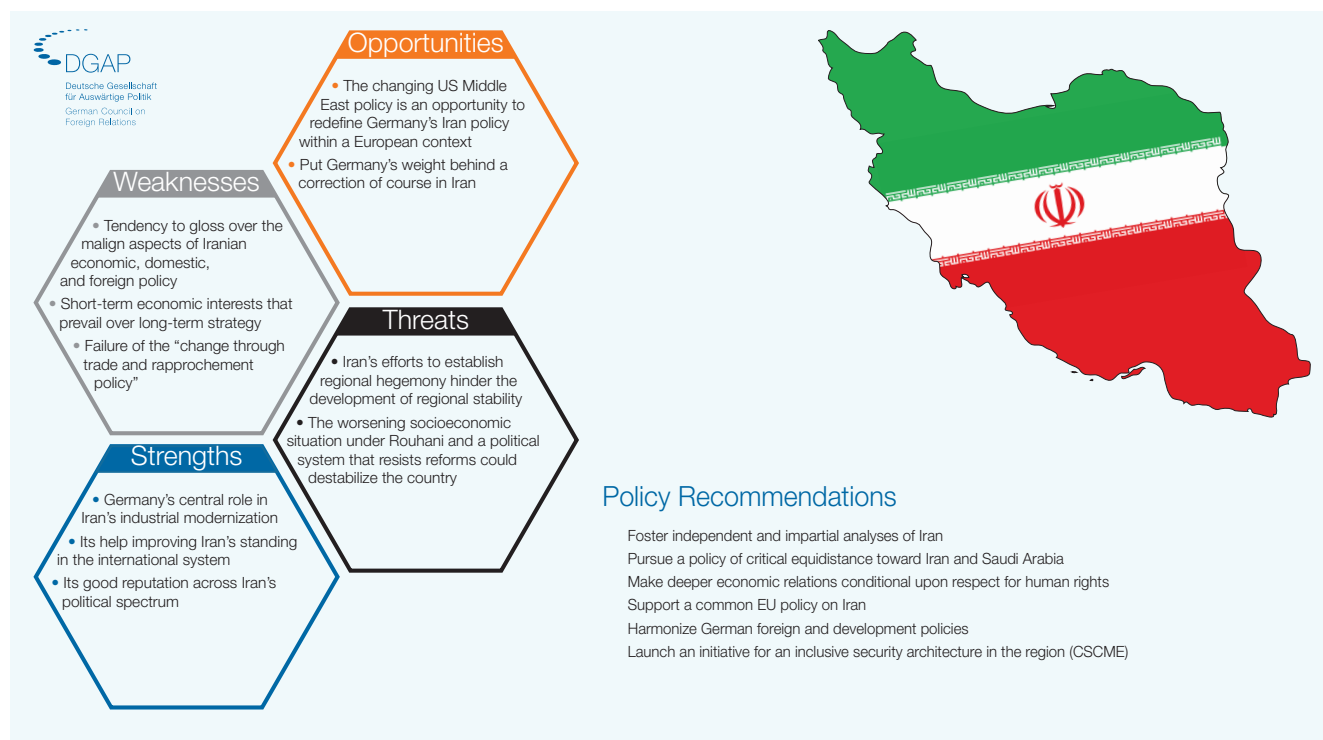 DGAP
Deutsche Gesellschaft
für Auswärtige Politik
German Council on
Foreign Relations
Opportunities
• The changing US Middle
East policy is an opportunity to
redefine Germany's Iran policy
within a European context
• Put Germany's weight behind a
correction of course in Iran
Weaknesses
• Tendency to gloss over the
malign aspects of Iranian
economic, domestic,
and foreign policy
• Short-term economic interests that
prevail over long-term strategy
• Failure of the “change through
trade and rapprochement
policy”
Threats
• Iran's efforts to establish
regional hegemony hinder the
development of regional stability
• The worsening socioeconomic
situation under Rouhani and a political
system that resists reforms could
destabilize the country
Strengths
• Germany's central role in
Iran's industrial modernization
• Its help improving Iran's standing
in the international system
• Its good reputation across Iran's
political spectrum
Policy Recommendations
Foster independent and impartial analyses of Iran
Pursue a policy of critical equidistance toward Iran and Saudi Arabia
Make deeper economic relations conditional upon respect for human rights
Support a common EU policy on Iran
Harmonize German foreign and development policies
Launch an initiative for an inclusive security architecture in the region (CSCME)